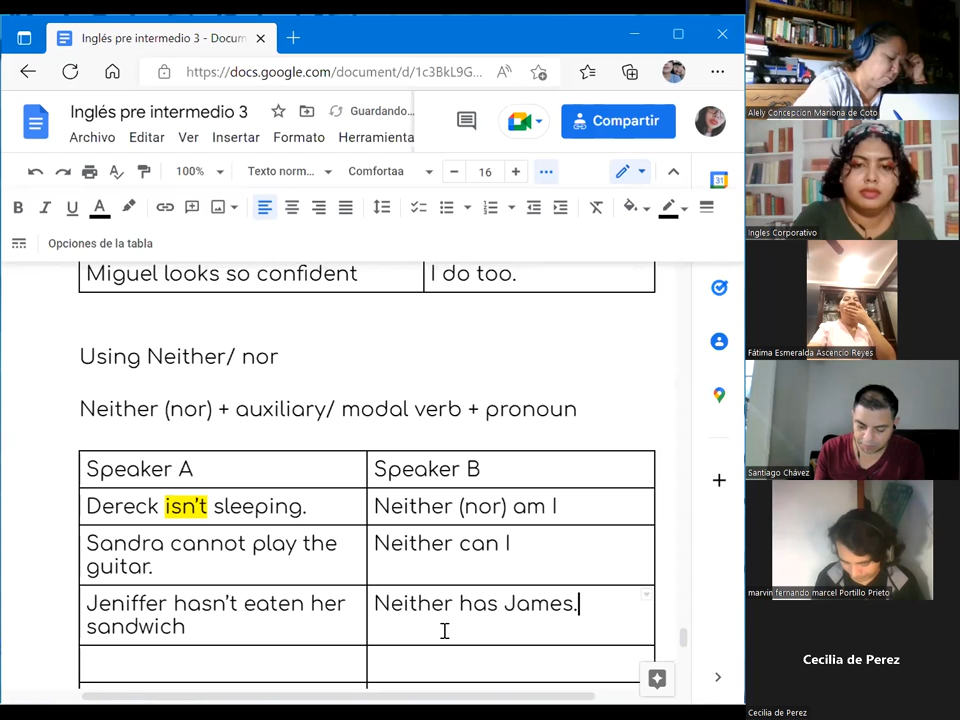 Inglés pre intermedio 3 - Docum
https://docs.google.com/document/d/1c3BkL9G...
Inglés pre intermedio 3
Guardando...
Archivo Editar Ver Insertar Formato Herramienta
Compartir
100% Texto norm... Comfortaa 16
Opciones de la tabla
31
Miguel looks so confident I do too.
Using Neither/ nor
Neither (nor) + auxiliary/ modal verb + pronoun
Speaker A Speaker B
Dereck isn't sleeping. Neither (nor) am I
Sandra cannot play the guitar. Neither can I
Jeniffer hasn't eaten her sandwich Neither has James.
Alely Concepcion Mariona de Coto
Ingles Corporativo
Fátima Esmeralda Ascencio Reyes
Santiago Chávez
marvin fernando marcel Portillo Prieto
Cecilia de Perez
Cecilia de Perez